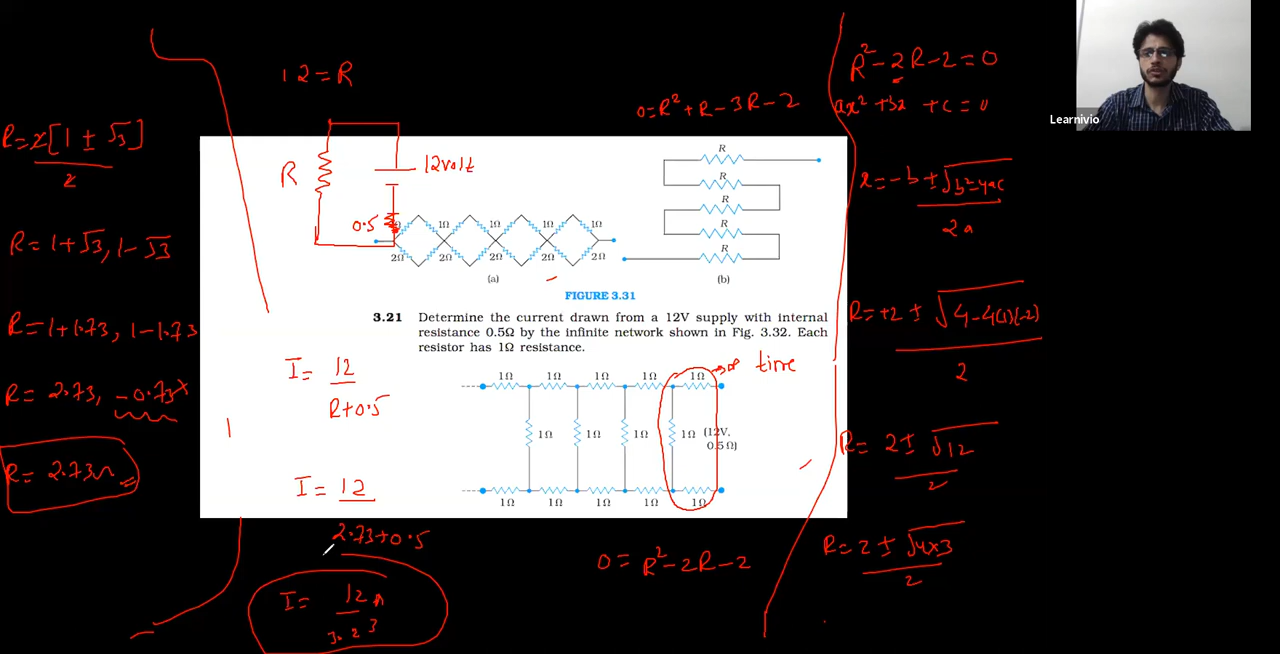 R=2[1 ± √3]
2
R=1+√3, 1-√3
R=1+1.73, 1-1.73
R= 2.73, -0.73x
R= 2.73Ω
12=R
R
12volt
0.5
1Ω 1Ω 1Ω
2Ω 2Ω 2Ω 2Ω 2Ω
(a)
R
R
R
R
R
(b)
FIGURE 3.31
3.21 Determine the current drawn from a 12V supply with internal
resistance 0.5Ω by the infinite network shown in Fig. 3.32. Each
resistor has 1Ω resistance.
I= 12
R+0.5
time
1Ω 1Ω 1Ω 1Ω 1Ω
1Ω 1Ω 1Ω 1Ω (12V,
0.5Ω)
1Ω 1Ω 1Ω 1Ω 1Ω
I= 12
2.73+0.5
I= 12 A
3.23
0=R²+R-3R-2
0= R²-2R-2
R²-2R-2=0
ax²+bx+c=0
x=-b±√b²-4ac
2a
R=+2 ± √4-4(1)(-2)
2
R= 2± √12
2
R=2± √4x3
2
Learnivio